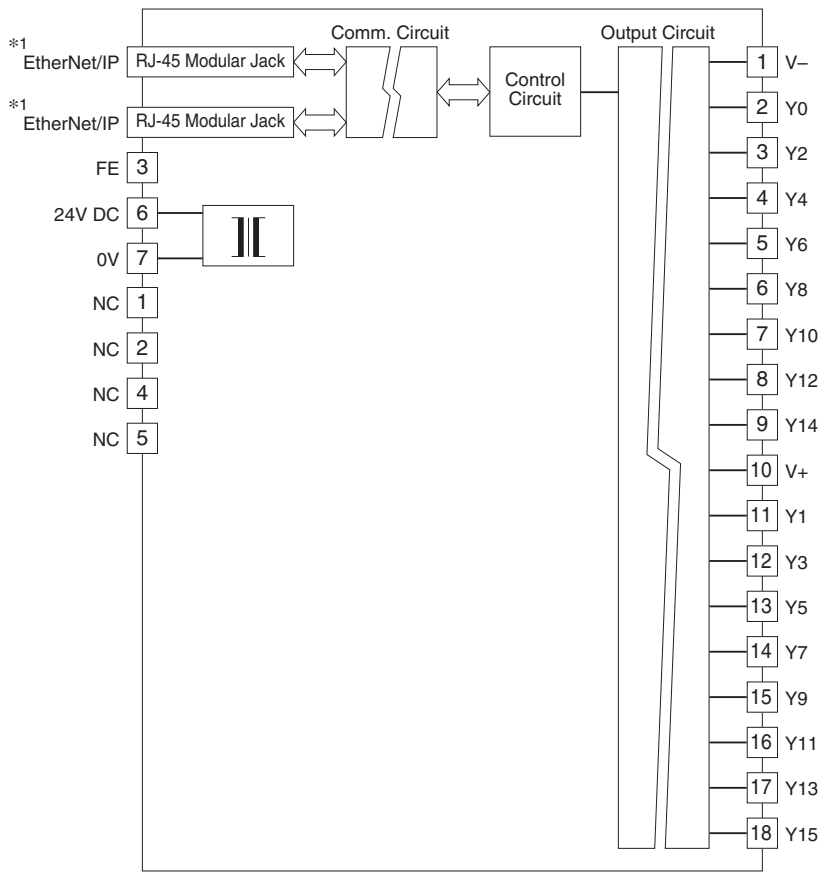 Comm. Circuit
Output Circuit
*1
EtherNet/IP
RJ-45 Modular Jack
*1
EtherNet/IP
RJ-45 Modular Jack
Control
Circuit
FE 3
24V DC 6
0V 7
NC 1
NC 2
NC 4
NC 5
1 V–
2 Y0
3 Y2
4 Y4
5 Y6
6 Y8
7 Y10
8 Y12
9 Y14
10 V+
11 Y1
12 Y3
13 Y5
14 Y7
15 Y9
16 Y11
17 Y13
18 Y15